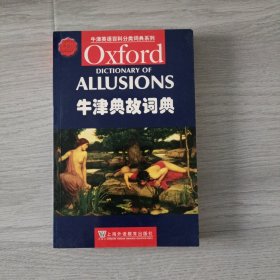 牛津英语百科分类词典系列
Oxford
DICTIONARY OF
ALLUSIONS
牛津典故词典
上海外语教育出版社